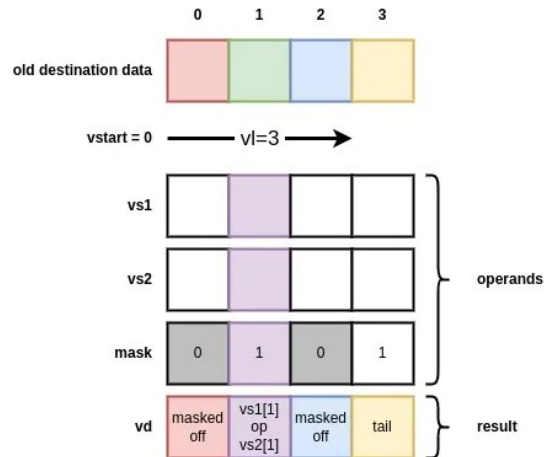 0 1 2 3
old destination data
vstart = 0 vl=3
vs1
vs2
operands
mask 0 1 0 1
vd
masked
off
vs1[1]
op
vs2[1]
masked
off
tail
result